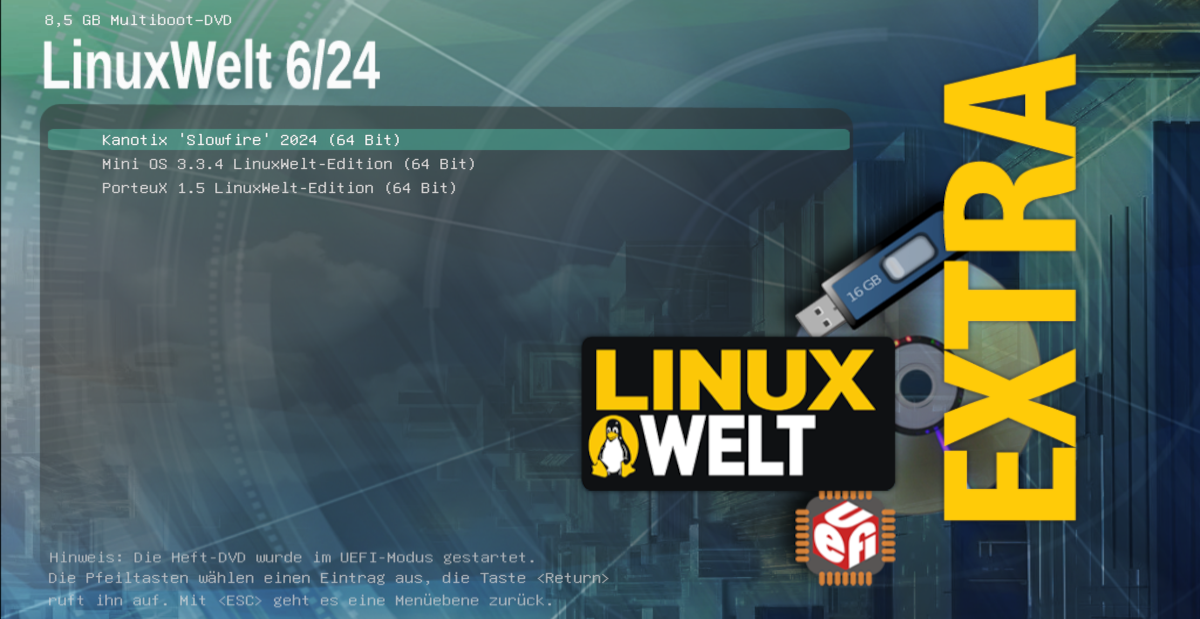 8,5 GB Multiboot-DVD
LinuxWelt 6/24
Kanotix 'Slowfire' 2024 (64 Bit)
Mini OS 3.3.4 LinuxWelt-Edition (64 Bit)
PorteuX 1.5 LinuxWelt-Edition (64 Bit)
EXTRA
16 GB
LINUX
WELT
UEFI
Hinweis: Die Heft-DVD wurde im UEFI-Modus gestartet.
Die Pfeiltasten wählen einen Eintrag aus, die Taste <Return>
ruft ihn auf. Mit <ESC> geht es eine Menüebene zurück.